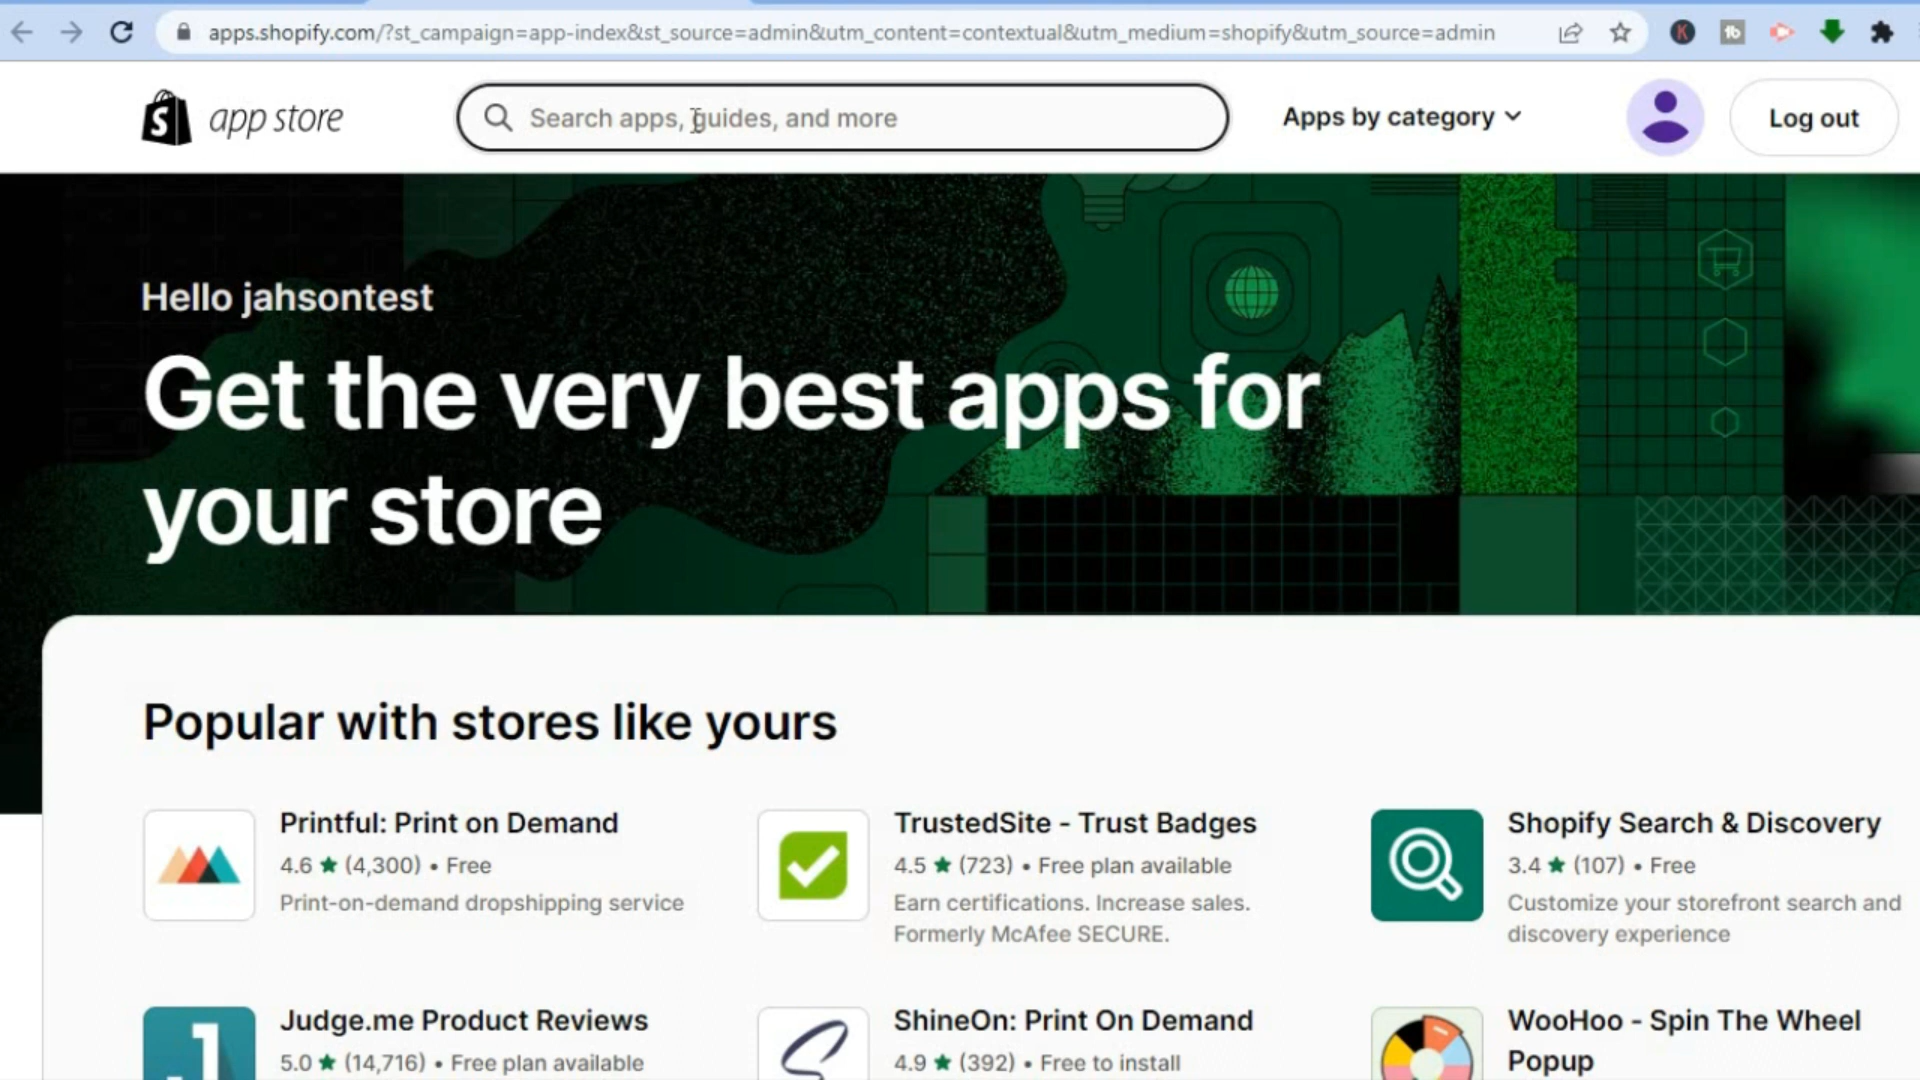 apps.shopify.com/?st_campaign=app-index&st_source=admin&utm_content=contextual&utm_medium=shopify&utm_source=admin
K
tb
S app store
Search apps, guides, and more
Apps by category
Log out
Hello jahsontest
Get the very best apps for
your store
Popular with stores like yours
Printful: Print on Demand
4.6 ★ (4,300) • Free
Print-on-demand dropshipping service
TrustedSite - Trust Badges
4.5 ★ (723) • Free plan available
Earn certifications. Increase sales.
Formerly McAfee SECURE.
Shopify Search & Discovery
3.4 ★ (107) • Free
Customize your storefront search and
discovery experience
J
Judge.me Product Reviews
5.0 ★ (14,716) • Free plan available
S
ShineOn: Print On Demand
4.9 ★ (392) • Free to install
WooHoo - Spin The Wheel
Popup